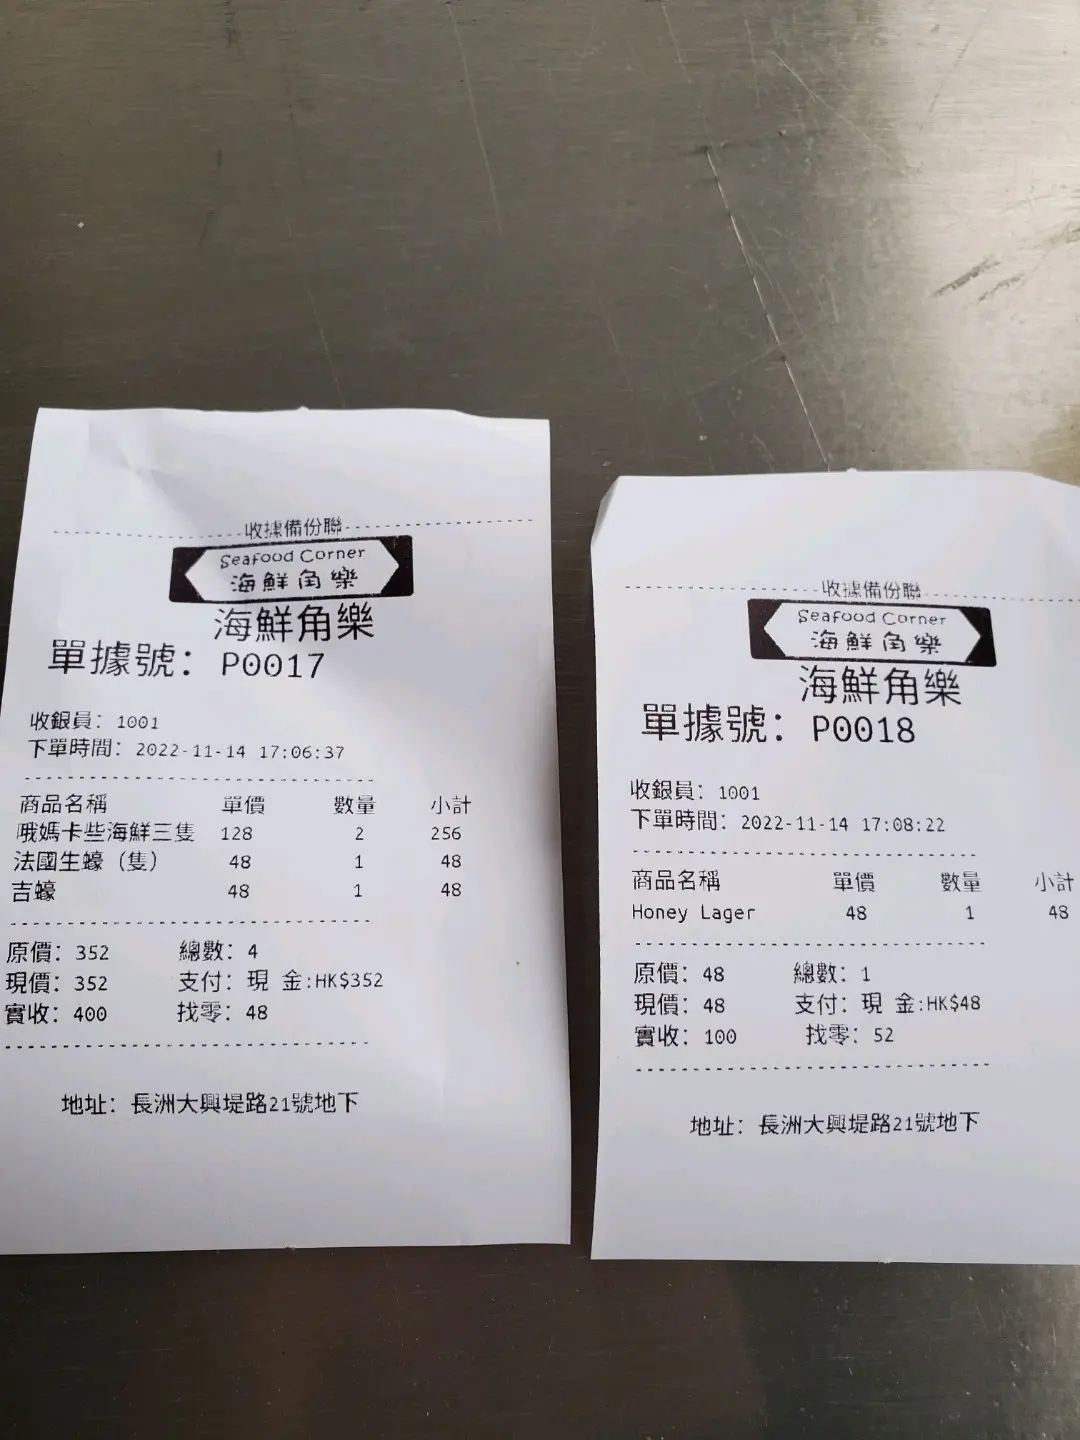 收據備份聯
Seafood Corner
海鮮角樂
海鮮角樂
單據號: P0017
收銀員: 1001
下單時間: 2022-11-14 17:06:37
商品名稱 單價 數量 小計
哦媽卡些海鮮三隻 128 2 256
法國生蠔（隻） 48 1 48
吉蠔 48 1 48
原價: 352 總數: 4
現價: 352 支付: 現 金:HK$352
實收: 400 找零: 48
地址: 長洲大興堤路21號地下
收據備份聯
Seafood Corner
海鮮角樂
海鮮角樂
單據號: P0018
收銀員: 1001
下單時間: 2022-11-14 17:08:22
商品名稱 單價 數量 小計
Honey Lager 48 1 48
原價: 48 總數: 1
現價: 48 支付: 現 金:HK$48
實收: 100 找零: 52
地址: 長洲大興堤路21號地下